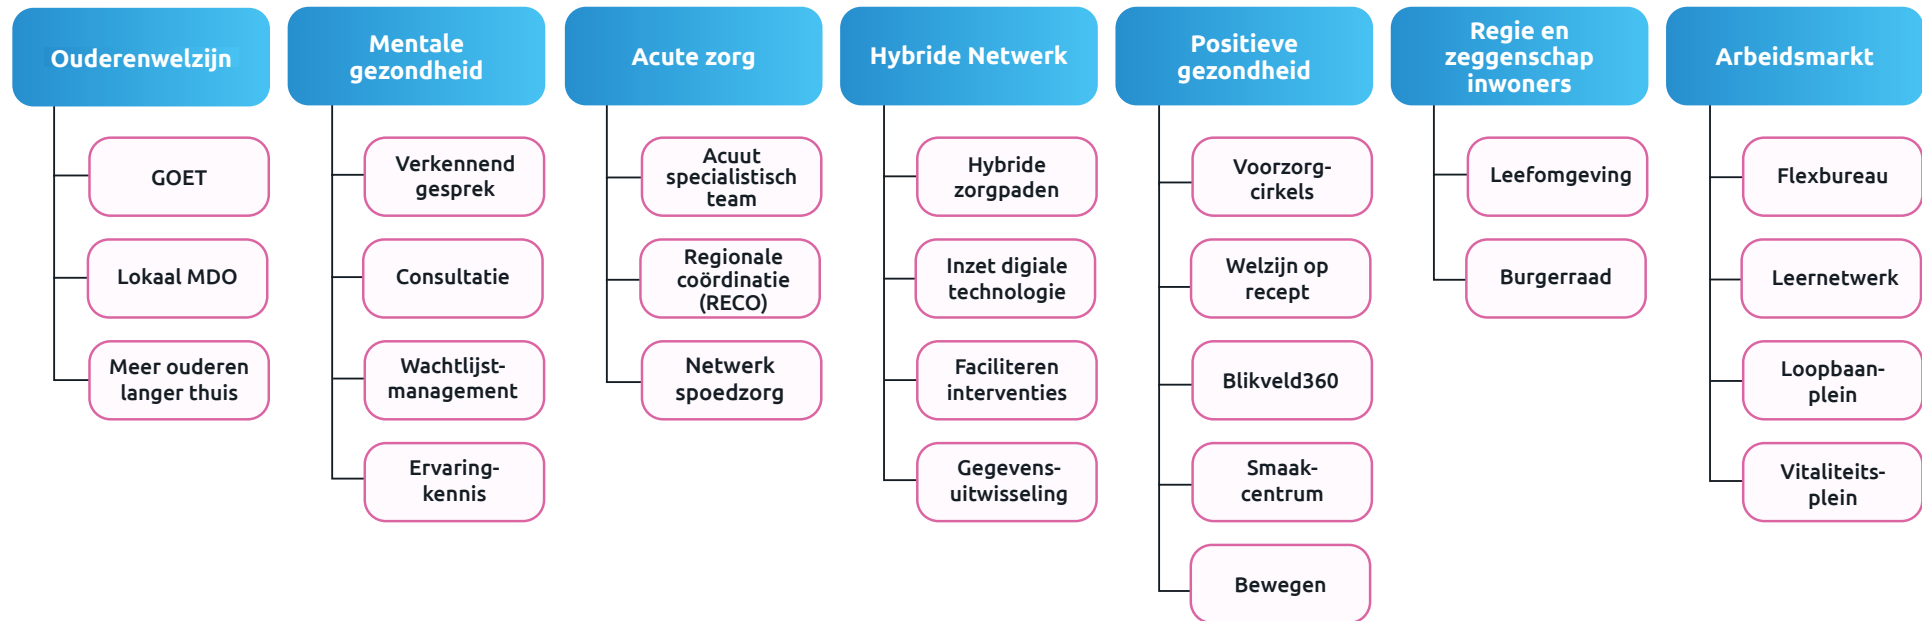 Ouderenwelzijn
GOET
Lokaal MDO
Meer ouderen
langer thuis
Mentale
gezondheid
Verkennend
gesprek
Consultatie
Wachtlijst-
management
Ervaring-
kennis
Acute zorg
Acuut
specialistisch
team
Regionale
coördinatie
(RECO)
Netwerk
spoedzorg
Hybride Netwerk
Hybride
zorgpaden
Inzet digiale
technologie
Faciliteren
interventies
Gegevens-
uitwisseling
Positieve
gezondheid
Voorzorg-
cirkels
Welzijn op
recept
Blikveld360
Smaak-
centrum
Bewegen
Regie en
zeggenschap
inwoners
Leefomgeving
Burgerraad
Arbeidsmarkt
Flexbureau
Leernetwerk
Loopbaan-
plein
Vitaliteits-
plein